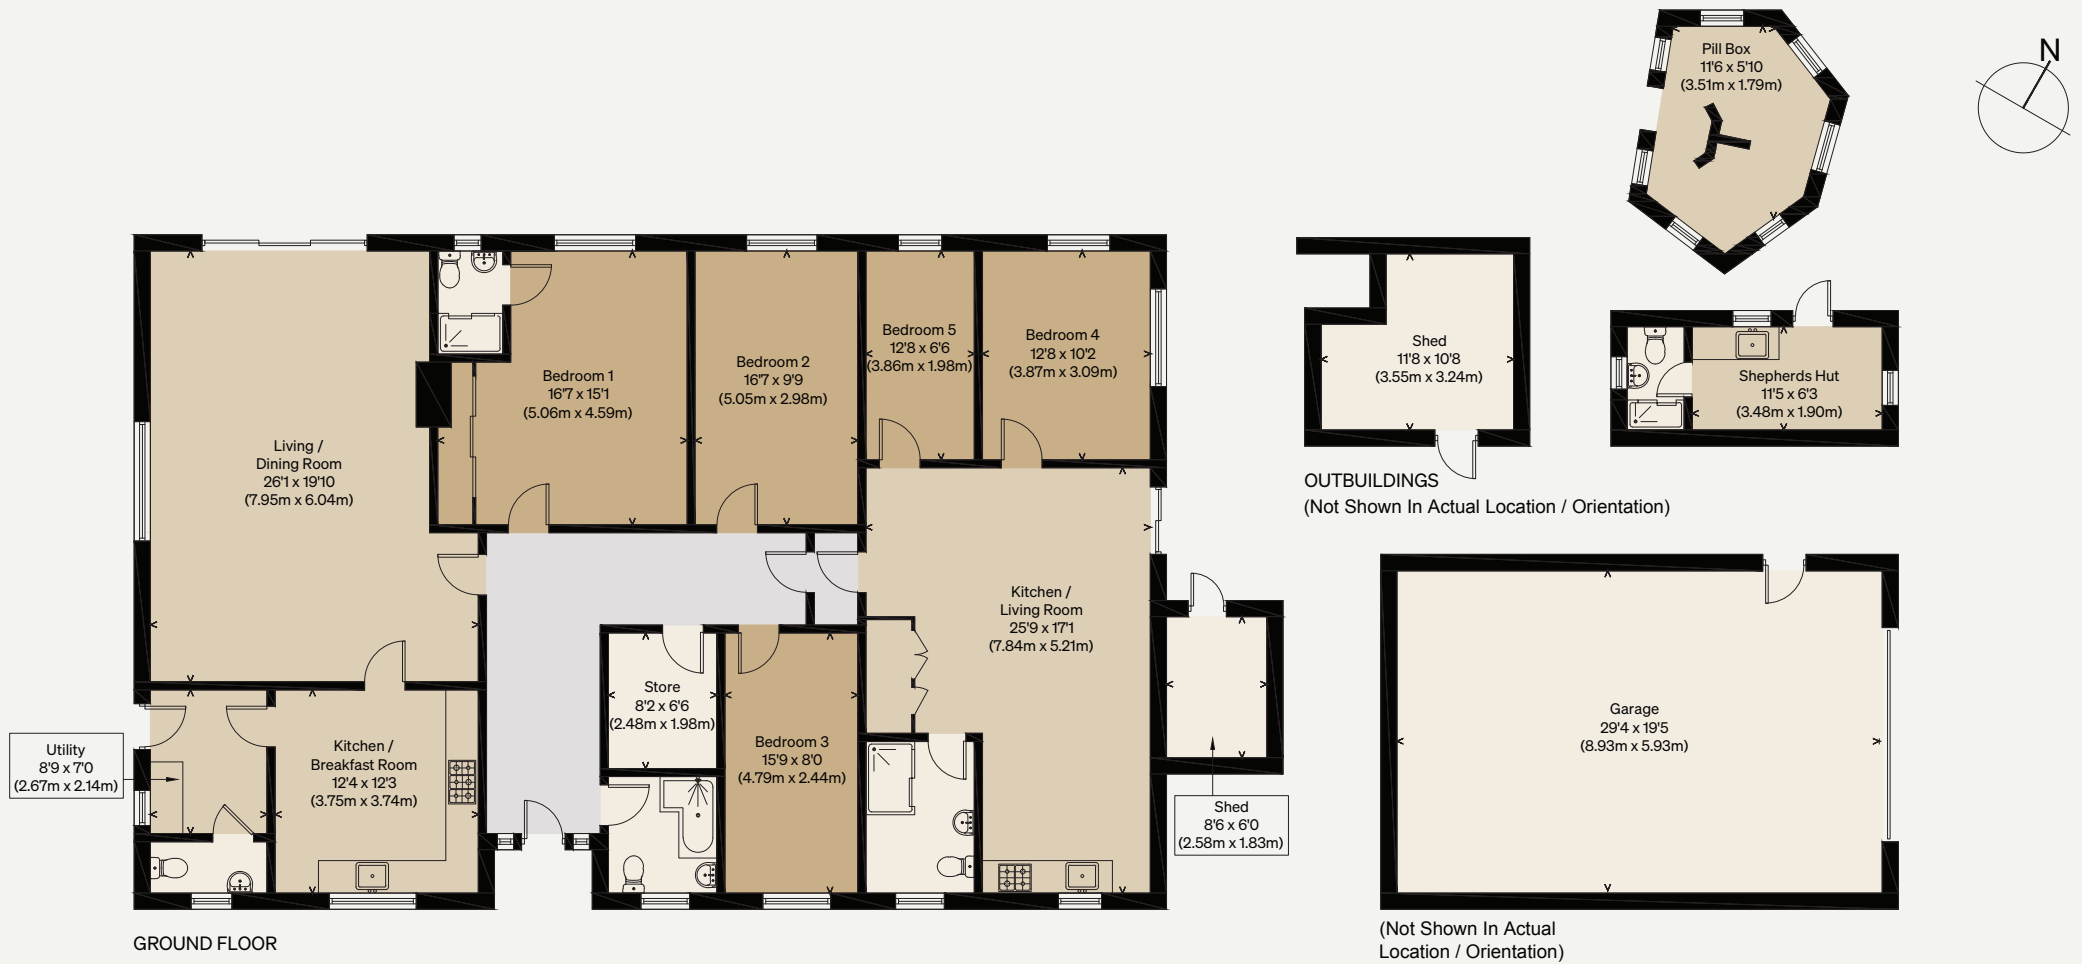 Pill Box
11'6 x 5'10
(3.51m x 1.79m)
N
Living /
Dining Room
26'1 x 19'10
(7.95m x 6.04m)
Bedroom 1
16'7 x 15'1
(5.06m x 4.59m)
Bedroom 2
16'7 x 9'9
(5.05m x 2.98m)
Bedroom 5
12'8 x 6'6
(3.86m x 1.98m)
Bedroom 4
12'8 x 10'2
(3.87m x 3.09m)
Shed
11'8 x 10'8
(3.55m x 3.24m)
Shepherds Hut
11'5 x 6'3
(3.48m x 1.90m)
OUTBUILDINGS
(Not Shown In Actual Location / Orientation)
Kitchen /
Living Room
25'9 x 17'1
(7.84m x 5.21m)
Store
8'2 x 6'6
(2.48m x 1.98m)
Bedroom 3
15'9 x 8'0
(4.79m x 2.44m)
Utility
8'9 x 7'0
(2.67m x 2.14m)
Kitchen /
Breakfast Room
12'4 x 12'3
(3.75m x 3.74m)
Shed
8'6 x 6'0
(2.58m x 1.83m)
Garage
29'4 x 19'5
(8.93m x 5.93m)
GROUND FLOOR
(Not Shown In Actual
Location / Orientation)